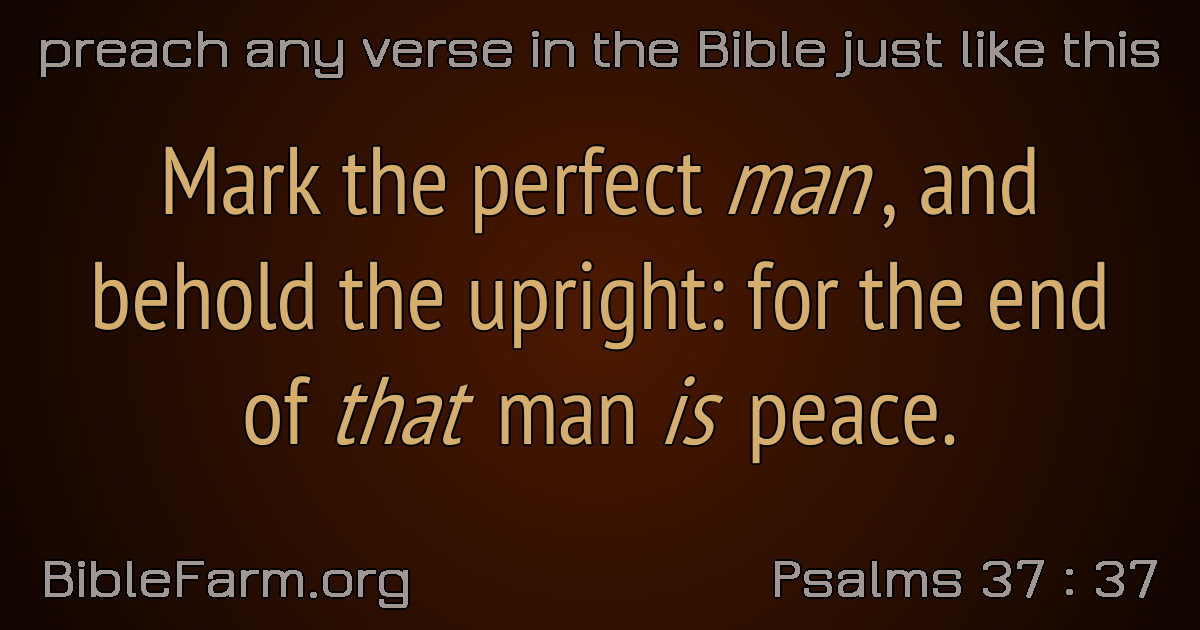 preach any verse in the Bible just like this
Mark the perfect man, and
behold the upright: for the end
of that man is peace.
BibleFarm.org
Psalms 37 : 37